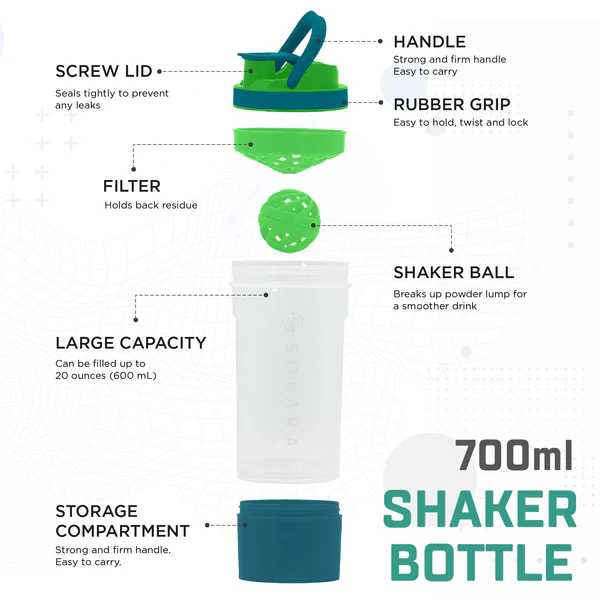 HANDLE
Strong and firm handle
Easy to carry
SCREW LID
Seals tightly to prevent
any leaks
RUBBER GRIP
Easy to hold, twist and lock
FILTER
Holds back residue
SHAKER BALL
Breaks up powder lump for
a smoother drink
LARGE CAPACITY
Can be filled up to
20 ounces (600 mL)
SOLARA
700ml
SHAKER
BOTTLE
STORAGE
COMPARTMENT
Strong and firm handle.
Easy to carry.